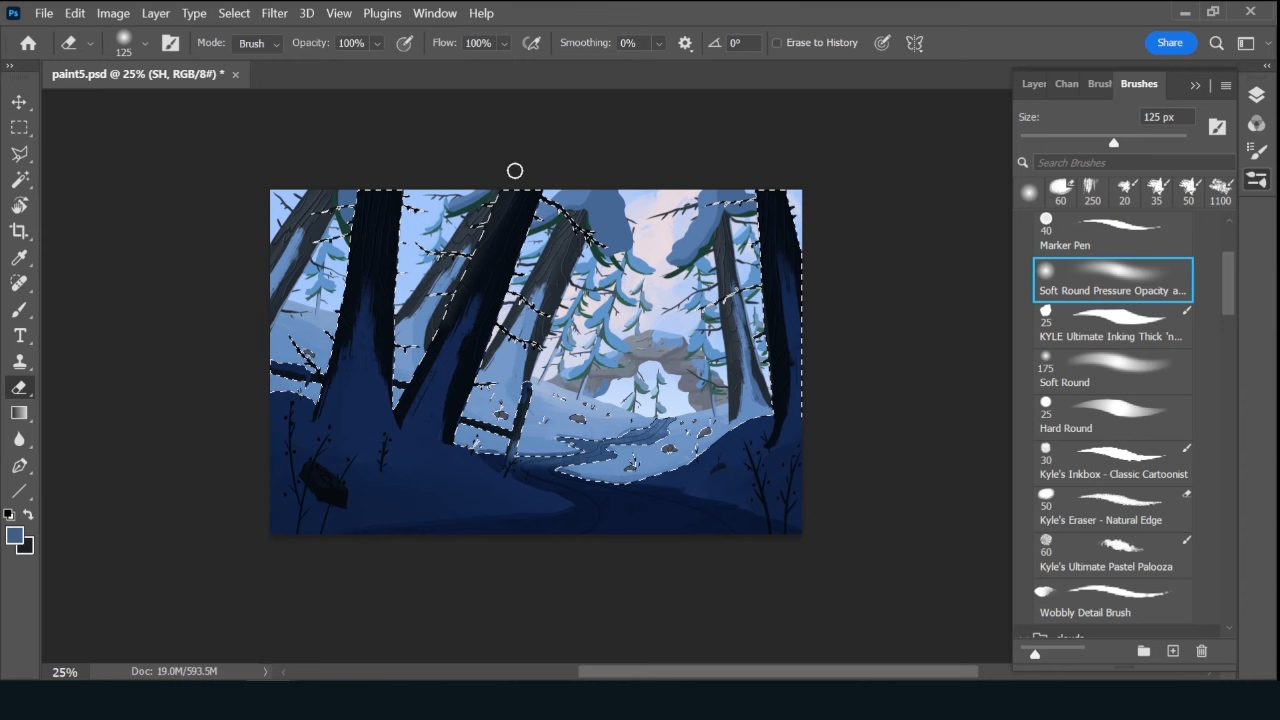 Ps File Edit Image Layer Type Select Filter 3D View Plugins Window Help
125 Mode: Brush Opacity: 100% Flow: 100% Smoothing: 0% 0° Erase to History Share
paint5.psd @ 25% (SH, RGB/8#) * ×
Layer Chan Brush Brushes
Size: 125 px
Search Brushes
60 250 20 35 50 1100
40
Marker Pen
Soft Round Pressure Opacity a...
25
KYLE Ultimate Inking Thick 'n...
175
Soft Round
25
Hard Round
30
Kyle's Inkbox - Classic Cartoonist
50
Kyle's Eraser - Natural Edge
60
Kyle's Ultimate Pastel Palooza
Wobbly Detail Brush
clouds
25% Doc: 19.0M/593.5M